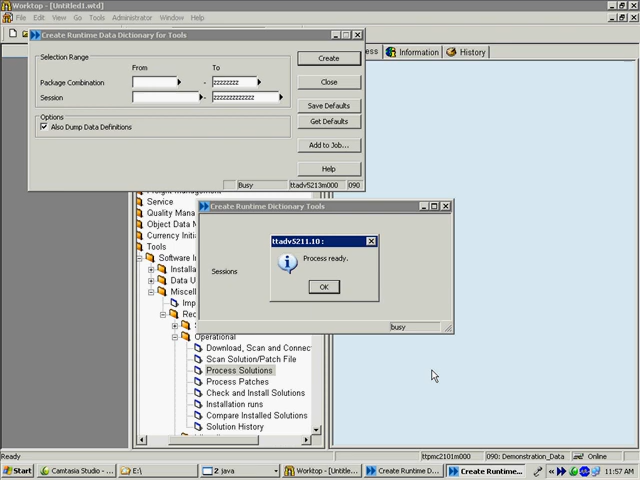 Worktop - [Untitled1.wtd]
File Edit View Go Tools Administrator Window Help
Create Runtime Data Dictionary for Tools
Selection Range
From To
Package Combination - zzzzzzzz
Session - zzzzzzzzzzzzz
Options
Also Dump Data Definitions
Create
Close
Save Defaults
Get Defaults
Add to Job...
Help
Busy ttadv5213m000 090
Information History
Service
Quality Mana
Object Data M
Currency Initia
Tools
Software In
Installa
Data U
Miscell
Imp
Rec
Operational
Download, Scan and Connec
Scan Solution/Patch File
Process Solutions
Process Patches
Check and Install Solutions
Installation runs
Compare Installed Solutions
Solution History
Create Runtime Dictionary Tools
Sessions
busy
ttadv5211.10 :
Process ready.
OK
Ready ttpmc2101m000 090: Demonstration_Data Online
Start Camtasia Studio - ... E:\ 2 java Worktop - [Untitle... Create Runtime D... Create Runtime... 11:57 AM